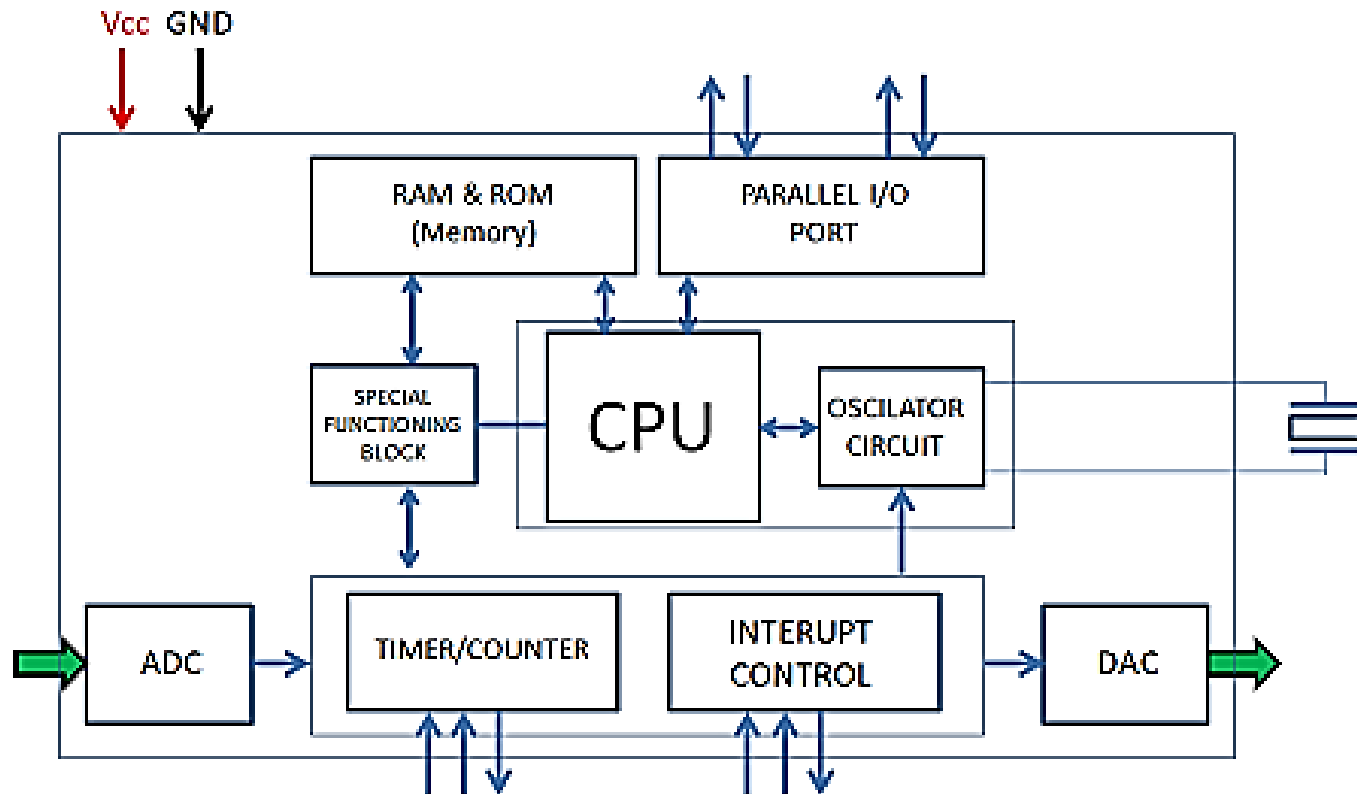 Vcc GND
RAM & ROM
(Memory)
PARALLEL I/O
PORT
SPECIAL
FUNCTIONING
BLOCK
CPU
OSCILATOR
CIRCUIT
ADC
TIMER/COUNTER
INTERUPT
CONTROL
DAC